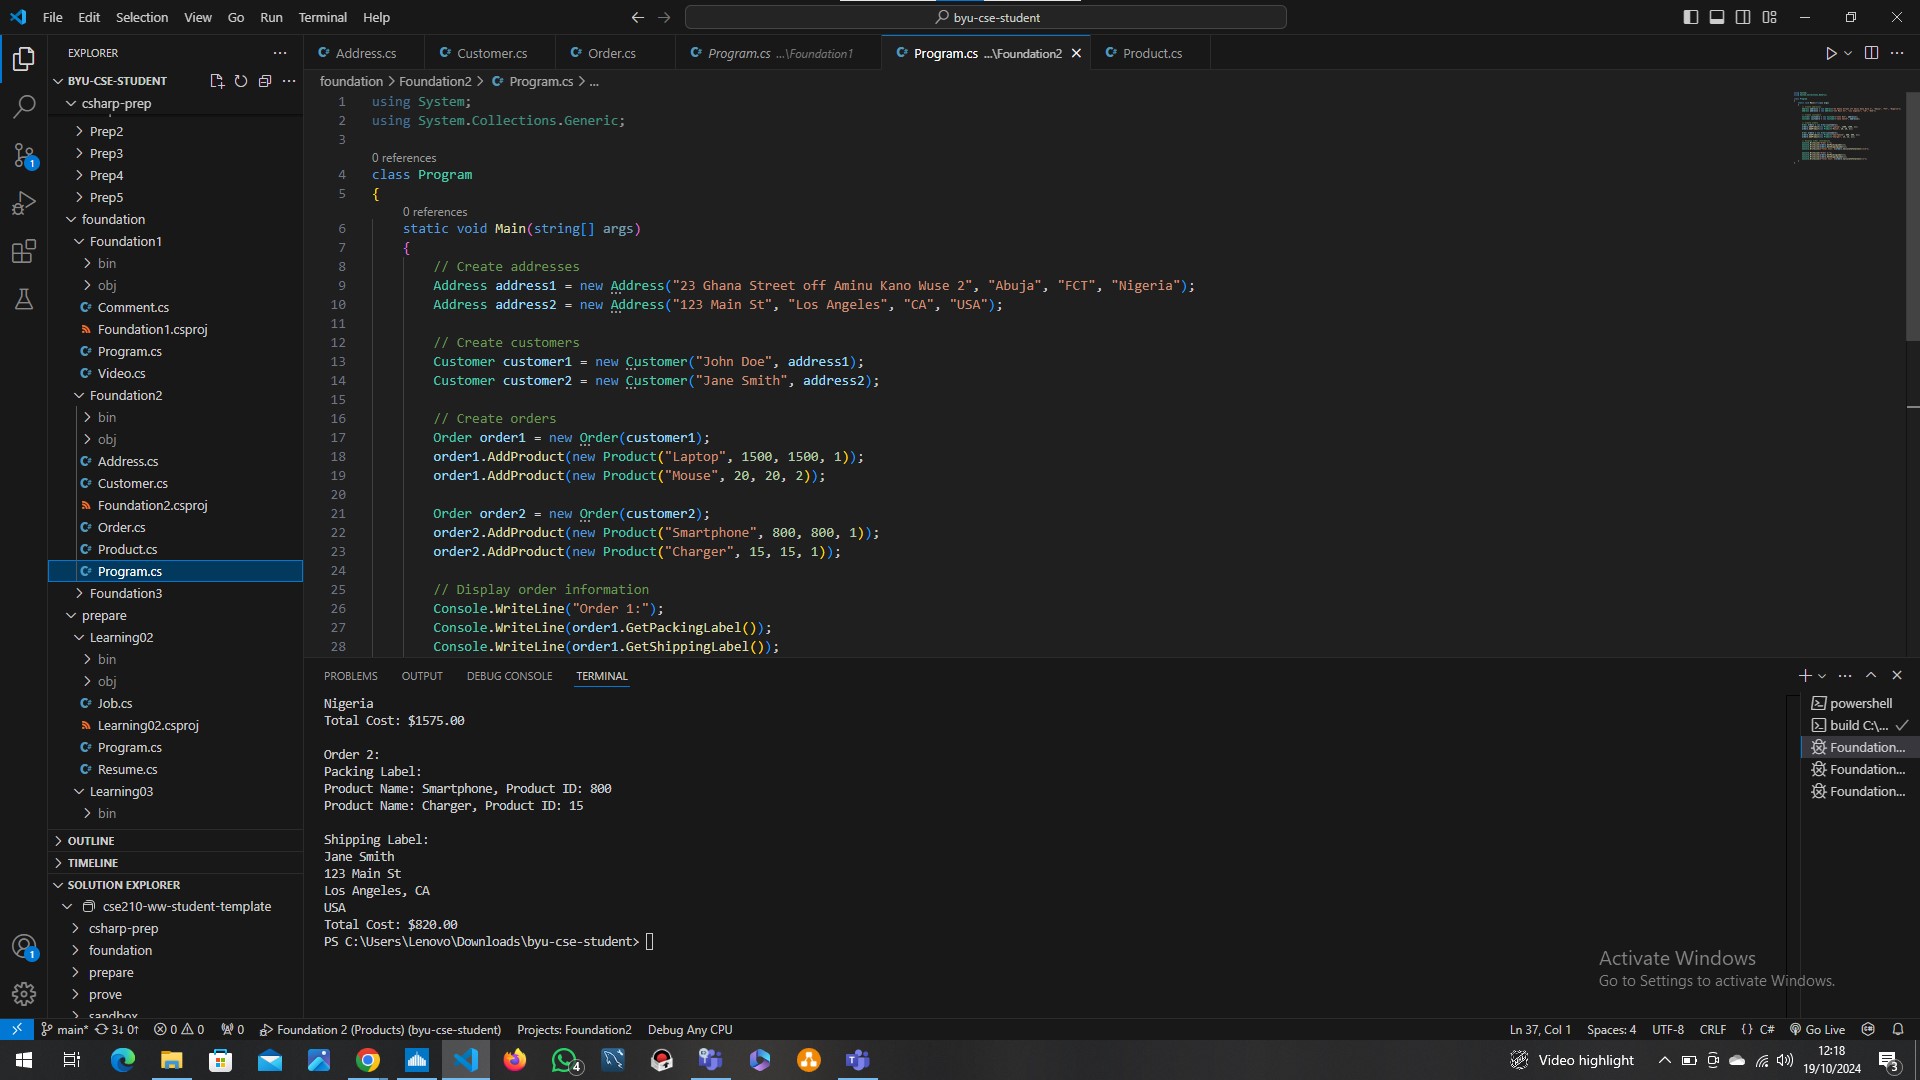 File Edit Selection View Go Run Terminal Help
byu-cse-student
EXPLORER
Address.cs Customer.cs Order.cs Program.cs ...\Foundation1 Program.cs ...\Foundation2 Product.cs
BYU-CSE-STUDENT
foundation > Foundation2 > Program.cs > ...
csharp-prep
Prep2
Prep3
Prep4
Prep5
foundation
Foundation1
bin
obj
Comment.cs
Foundation1.csproj
Program.cs
Video.cs
Foundation2
bin
obj
Address.cs
Customer.cs
Foundation2.csproj
Order.cs
Product.cs
Program.cs
Foundation3
prepare
Learning02
bin
obj
Job.cs
Learning02.csproj
Program.cs
Resume.cs
Learning03
bin
OUTLINE
TIMELINE
SOLUTION EXPLORER
cse210-ww-student-template
csharp-prep
foundation
prepare
prove
sandbox
1
1
1 using System;
2 using System.Collections.Generic;
3
0 references
4 class Program
5 {
0 references
6 static void Main(string[] args)
7 {
8 // Create addresses
9 Address address1 = new Address("23 Ghana Street off Aminu Kano Wuse 2", "Abuja", "FCT", "Nigeria");
10 Address address2 = new Address("123 Main St", "Los Angeles", "CA", "USA");
11
12 // Create customers
13 Customer customer1 = new Customer("John Doe", address1);
14 Customer customer2 = new Customer("Jane Smith", address2);
15
16 // Create orders
17 Order order1 = new Order(customer1);
18 order1.AddProduct(new Product("Laptop", 1500, 1500, 1));
19 order1.AddProduct(new Product("Mouse", 20, 20, 2));
20
21 Order order2 = new Order(customer2);
22 order2.AddProduct(new Product("Smartphone", 800, 800, 1));
23 order2.AddProduct(new Product("Charger", 15, 15, 1));
24
25 // Display order information
26 Console.WriteLine("Order 1:");
27 Console.WriteLine(order1.GetPackingLabel());
28 Console.WriteLine(order1.GetShippingLabel());
PROBLEMS OUTPUT DEBUG CONSOLE TERMINAL
Nigeria
Total Cost: $1575.00
Order 2:
Packing Label:
Product Name: Smartphone, Product ID: 800
Product Name: Charger, Product ID: 15
Shipping Label:
Jane Smith
123 Main St
Los Angeles, CA
USA
Total Cost: $820.00
PS C:\Users\Lenovo\Downloads\byu-cse-student>
powershell
build C:\...
Foundation...
Foundation...
Foundation...
Activate Windows
Go to Settings to activate Windows.
main* 3↓ 0↑ 0 0 0 Foundation 2 (Products) (byu-cse-student) Projects: Foundation2 Debug Any CPU Ln 37, Col 1 Spaces: 4 UTF-8 CRLF {} C# Go Live
4 Video highlight 12:18
19/10/2024 3